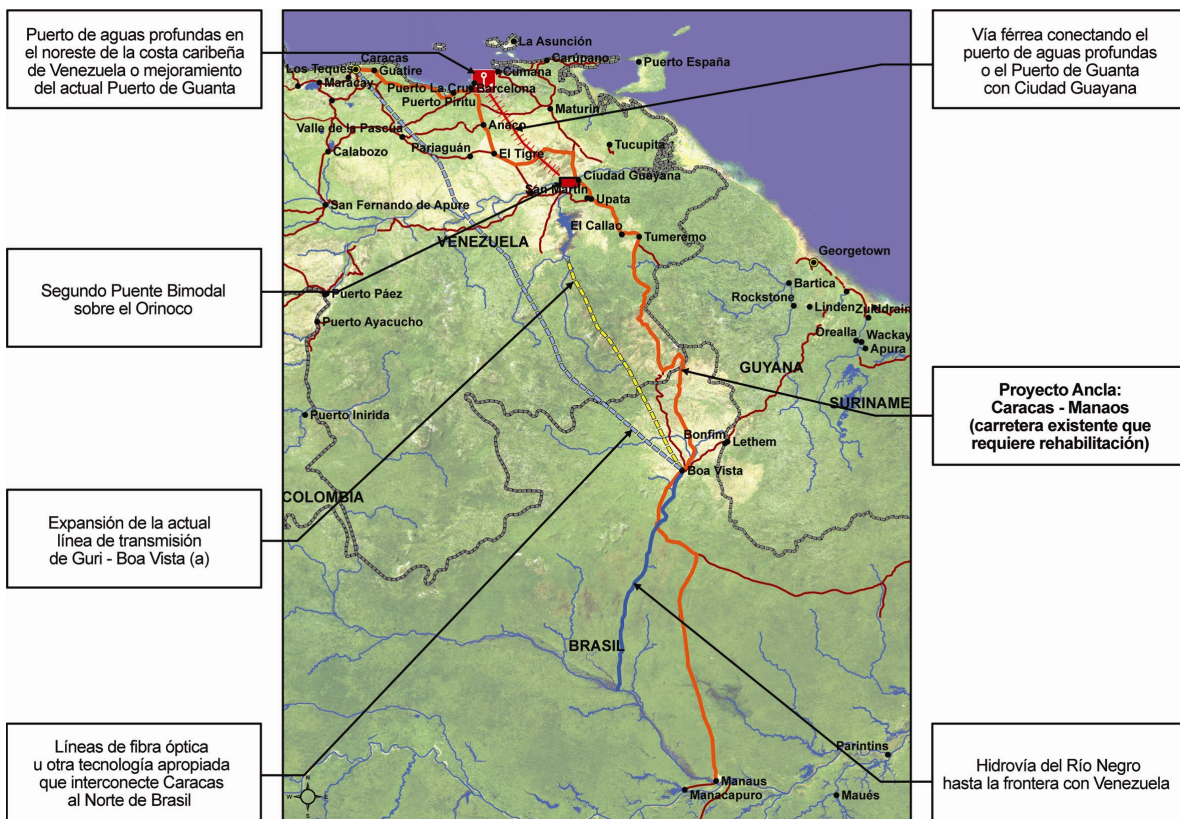 Puerto de aguas profundas en
el noreste de la costa caribeña
de Venezuela o mejoramiento
del actual Puerto de Guanta
Segundo Puente Bimodal
sobre el Orinoco
Expansión de la actual
línea de transmisión
de Guri - Boa Vista (a)
Líneas de fibra óptica
u otra tecnología apropiada
que interconecte Caracas
al Norte de Brasil
La Asunción
Caracas
Carúpano
Puerto España
Los Teques
Guatire
Cumana
Maracay
Puerto La Cruz
Barcelona
Puerto Píritu
Maturin
Anaco
Valle de la Pascua
Tucupita
Pariaguán
El Tigre
Calabozo
Ciudad Guayana
San Martín
Upata
San Fernando de Apure
El Callao
Tumeremo
VENEZUELA
Georgetown
Bartica
Puerto Páez
Rockstone
Linden
Puerto Ayacucho
Orealla
Wackay
Apura
GUYANA
SURINAME
Puerto Inirida
Bonfim
Lethem
Boa Vista
COLOMBIA
BRASIL
Parintins
Manaus
Manacapuro
Maués
N
W
E
S
Vía férrea conectando el
puerto de aguas profundas
o el Puerto de Guanta
con Ciudad Guayana
Proyecto Ancla:
Caracas - Manaos
(carretera existente que
requiere rehabilitación)
Hidrovía del Río Negro
hasta la frontera con Venezuela